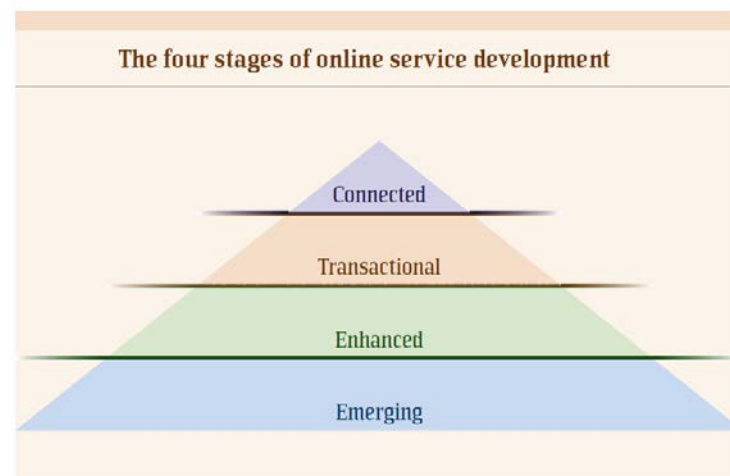 The four stages of online service development
Connected
Transactional
Enhanced
Emerging